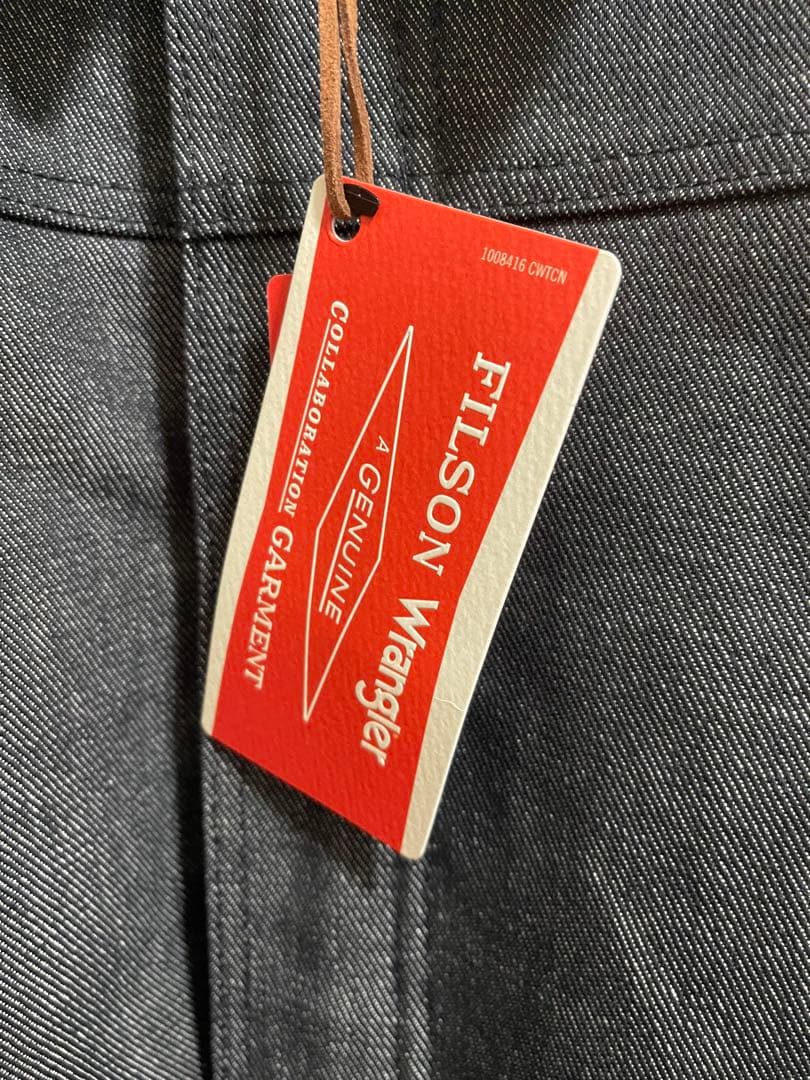 1008416 CWTCN
FILSON Wrangler
A GENUINE
COLLABORATION GARMENT